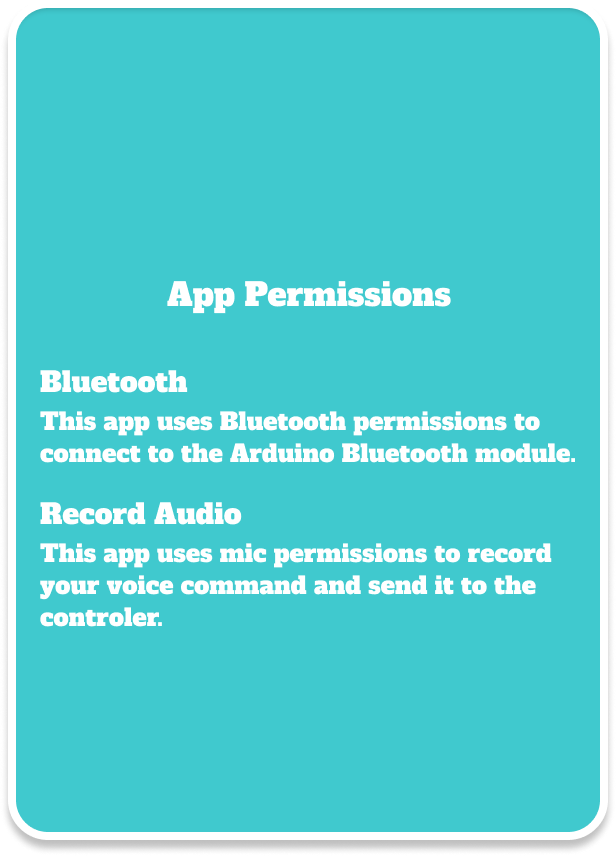 App Permissions
Bluetooth
This app uses Bluetooth permissions to
connect to the Arduino Bluetooth module.
Record Audio
This app uses mic permissions to record
your voice command and send it to the
controler.